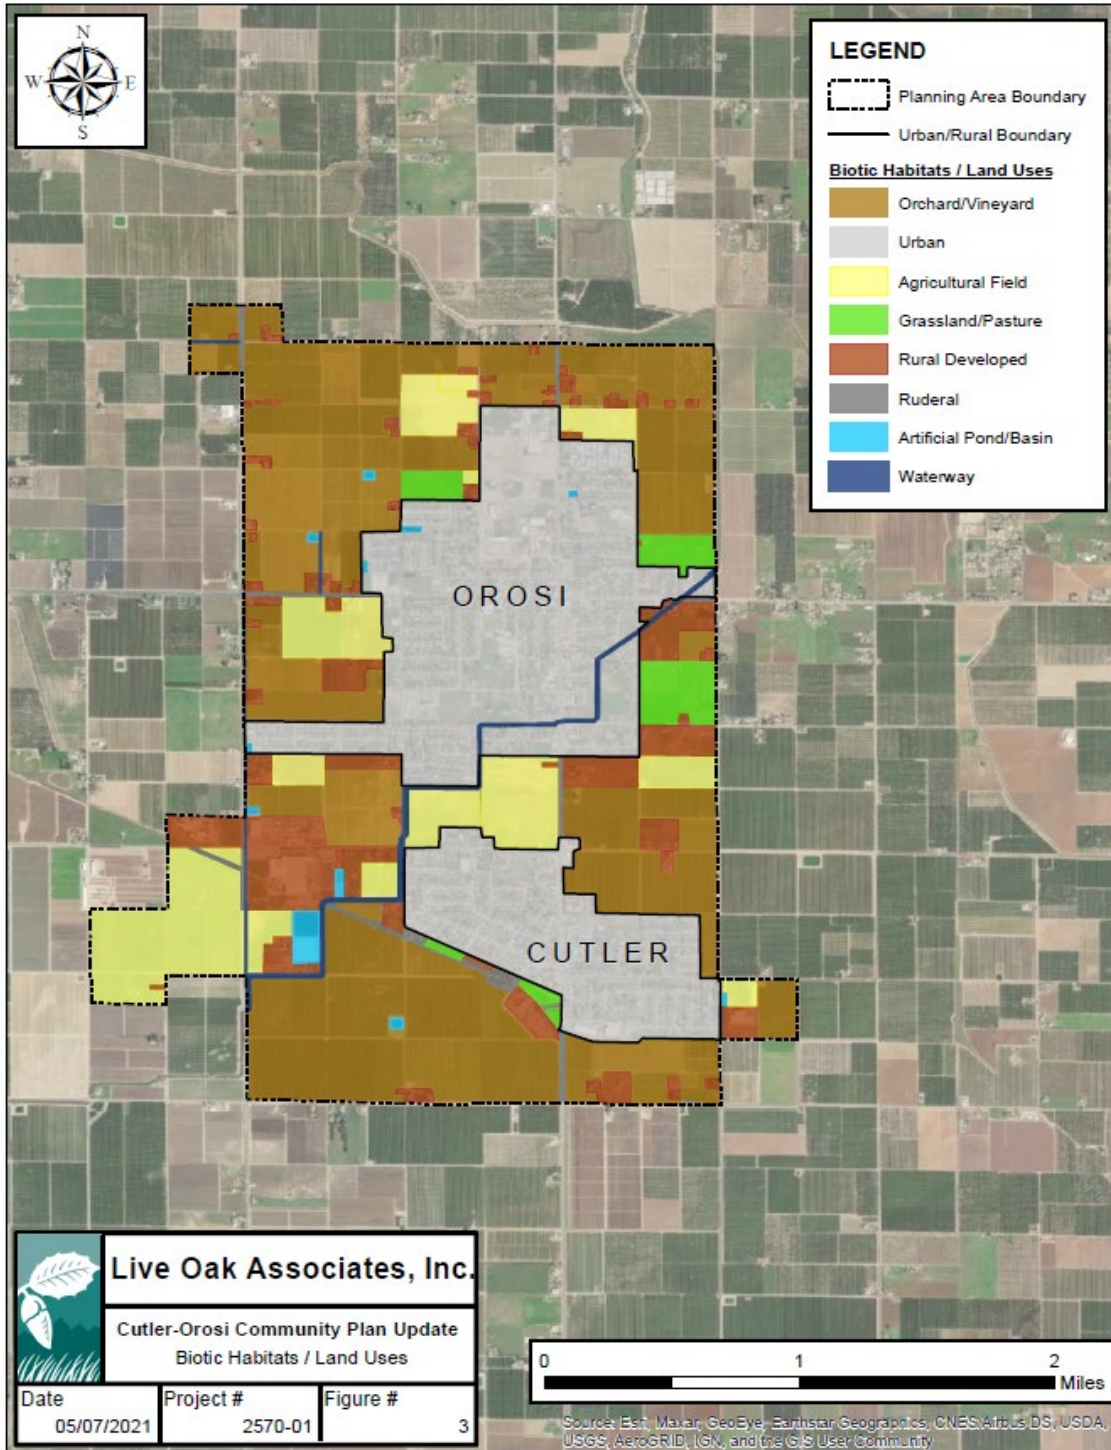 N
W E
S
LEGEND
Planning Area Boundary
Urban/Rural Boundary
Biotic Habitats / Land Uses
Orchard/Vineyard
Urban
Agricultural Field
Grassland/Pasture
Rural Developed
Ruderal
Artificial Pond/Basin
Waterway
OROSI
CUTLER
Live Oak Associates, Inc.
Cutler-Orosi Community Plan Update
Biotic Habitats / Land Uses
Date Project # Figure #
05/07/2021 2570-01 3
0 1 2
Miles
Source: Esri, Maxar, GeoEye, Earthstar Geographics, CNES/Airbus DS, USDA,
USGS, AeroGRID, IGN, and the GIS User Community